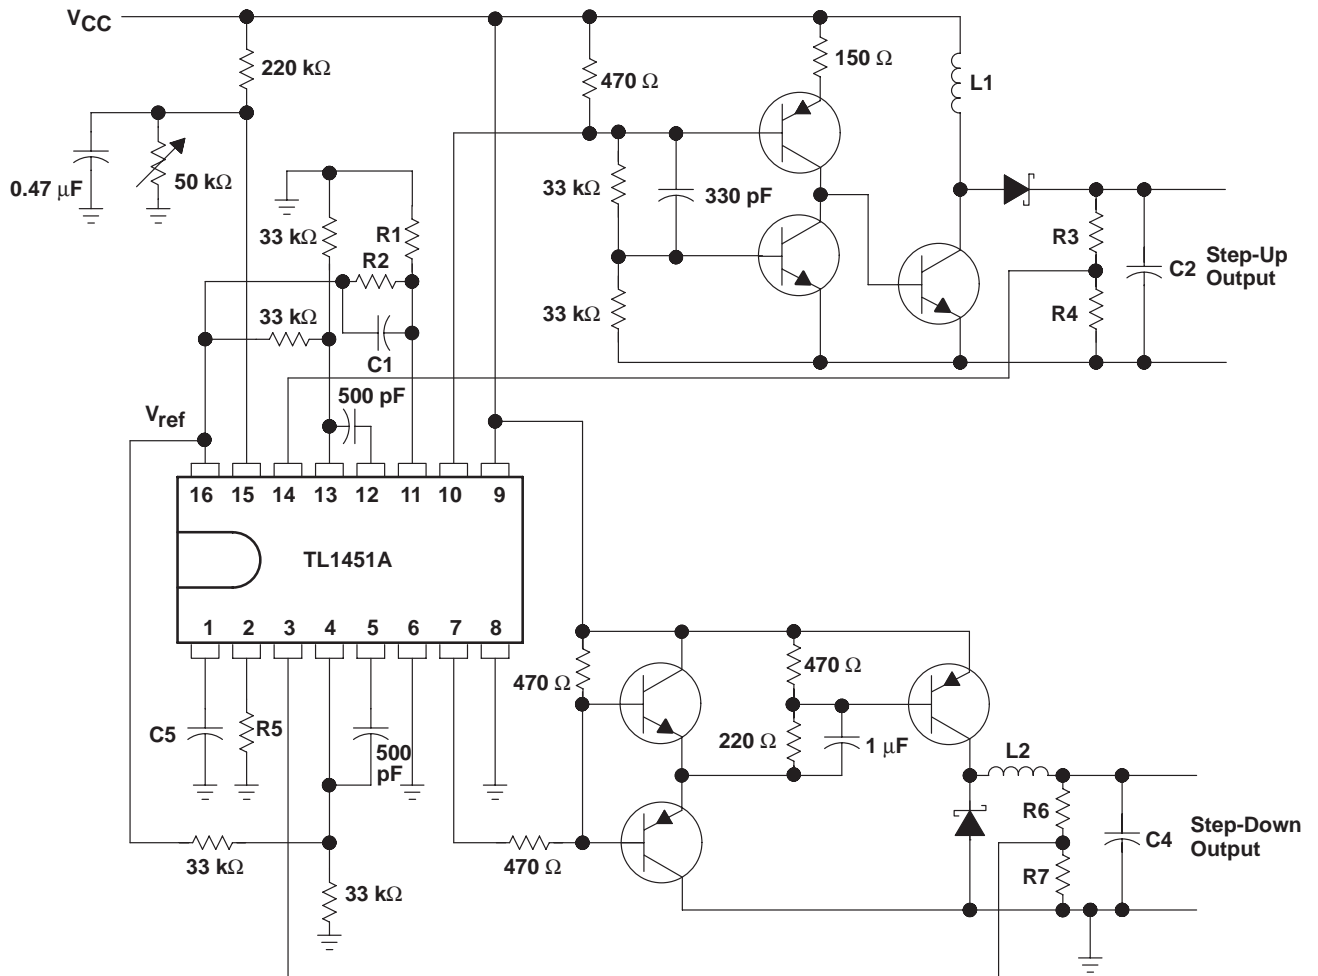 VCC
220 kΩ
470 Ω
150 Ω
L1
0.47 μF
50 kΩ
33 kΩ
R1
R2
33 kΩ
330 pF
R3
C2
Step-Up
Output
33 kΩ
33 kΩ
R4
C1
500 pF
Vref
16 15 14 13 12 11 10 9
TL1451A
1 2 3 4 5 6 7 8
470 Ω
470 Ω
C5
R5
500
pF
220 Ω
1 μF
L2
R6
C4
Step-Down
Output
33 kΩ
470 Ω
R7
33 kΩ